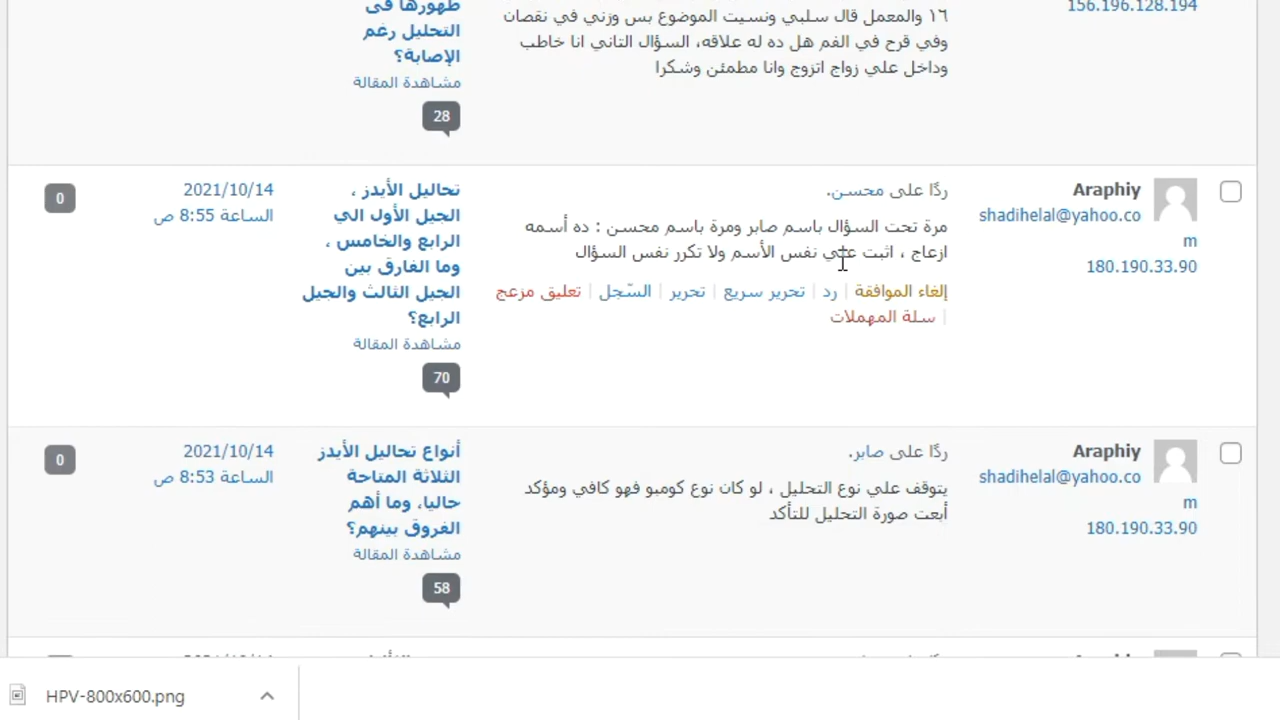 156.196.128.194
١٦ والمعمل قال سلبي ونسيت الموضوع بس وزني في نقصان
وفي قرح في الفم هل ده له علاقه، السؤال التاني انا خاطب
وداخل علي زواج اتزوج وانا مطمئن وشكرا
ظهورها فى
التحليل رغم
الإصابة؟
مشاهدة المقالة
28
Araphiy
shadihelal@yahoo.co
m
180.190.33.90
ردًا على محسن.
مرة تحت السؤال باسم صابر ومرة باسم محسن : ده أسمه
ازعاج ، اثبت علي نفس الأسم ولا تكرر نفس السؤال
إلغاء الموافقة | رد | تحرير سريع | تحرير | السّجل | تعليق مزعج
| سلة المهملات
تحاليل الأيدز ،
الجيل الأول الي
الرابع والخامس ،
وما الفارق بين
الجيل الثالث والجيل
الرابع؟
مشاهدة المقالة
70
2021/10/14
الساعة 8:55 ص
0
Araphiy
shadihelal@yahoo.co
m
180.190.33.90
ردًا على صابر.
يتوقف علي نوع التحليل ، لو كان نوع كومبو فهو كافي ومؤكد
أبعت صورة التحليل للتأكد
أنواع تحاليل الأيدز
الثلاثة المتاحة
حاليا، وما أهم
الفروق بينهم؟
مشاهدة المقالة
58
2021/10/14
الساعة 8:53 ص
0
HPV-800x600.png